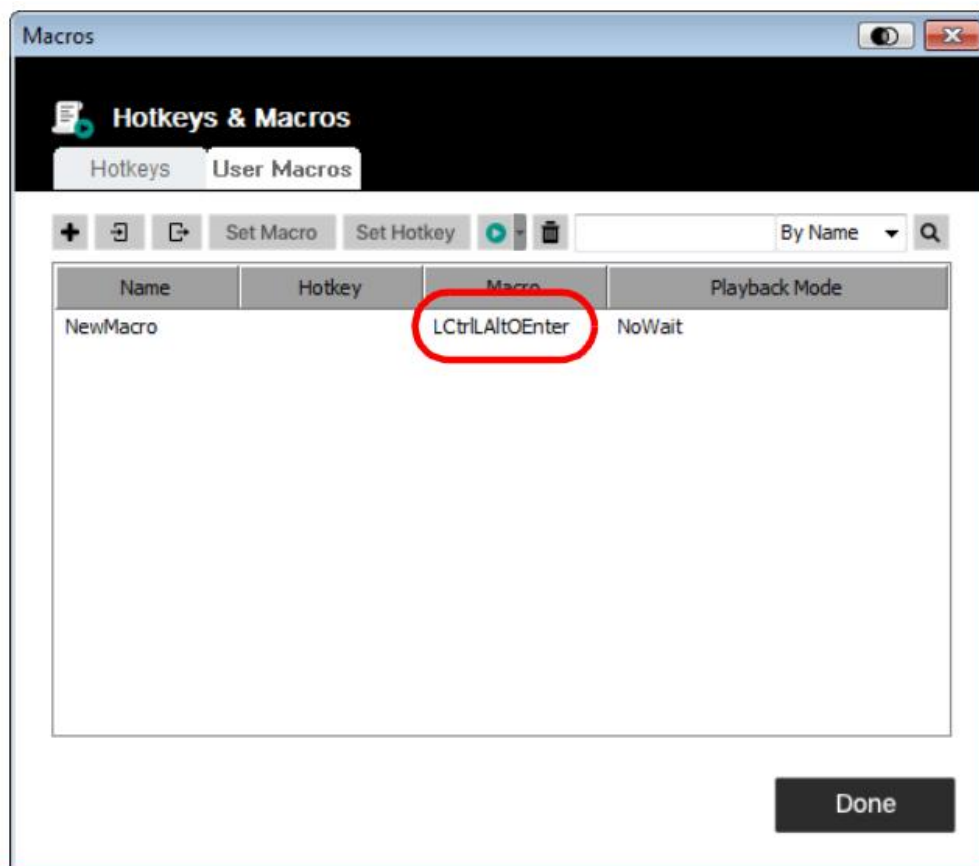 Macros
Hotkeys & Macros
Hotkeys User Macros
Set Macro Set Hotkey By Name
Name Hotkey Macro Playback Mode
NewMacro LCtrlLAltOEnter NoWait
Done